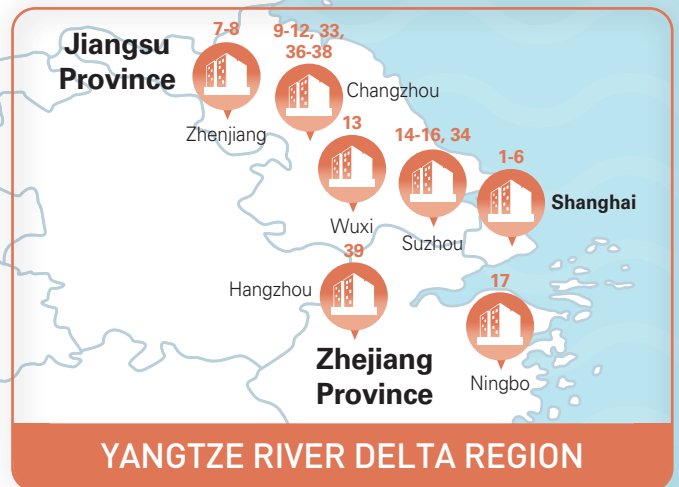 Jiangsu
Province
7-8
Zhenjiang
9-12, 33,
36-38
Changzhou
13
Wuxi
14-16, 34
Suzhou
1-6
Shanghai
39
Hangzhou
Zhejiang
Province
17
Ningbo
YANGTZE RIVER DELTA REGION